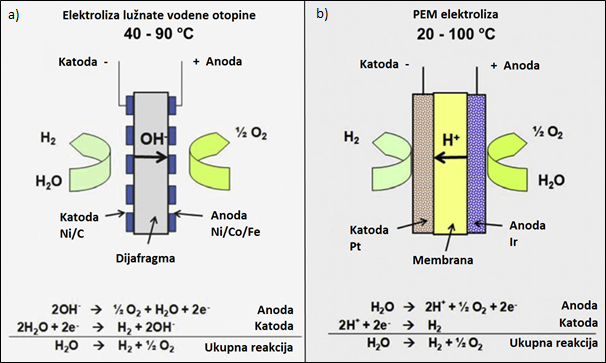 a)
Elektroliza lužnate vodene otopine
40 - 90 °C
Katoda -
+ Anoda
H₂
OH⁻
½ O₂
H₂O
Katoda
Ni/C
Anoda
Ni/Co/Fe
Dijafragma
2OH⁻ → ½ O₂ + H₂O + 2e⁻ Anoda
2H₂O + 2e⁻ → H₂ + 2OH⁻ Katoda
H₂O → H₂ + ½ O₂ Ukupna reakcija
b)
PEM elektroliza
20 - 100 °C
Katoda -
+ Anoda
H₂
H⁺
½ O₂
H₂O
Katoda
Pt
Anoda
Ir
Membrana
H₂O → 2H⁺ + ½ O₂ + 2e⁻ Anoda
2H⁺ + 2e⁻ → H₂ Katoda
H₂O → H₂ + ½ O₂ Ukupna reakcija